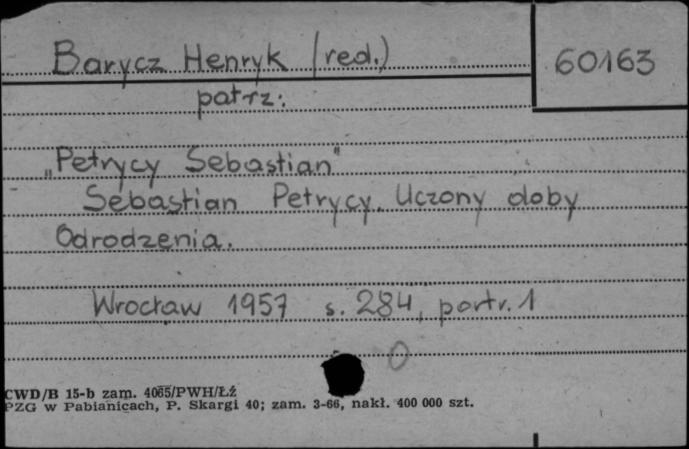 Barycz Henryk (red.) 60163
patrz:
„Petrycy Sebastian"
Sebastian Petrycy. Uczony doby
Odrodzenia.
Wrocław 1957 s. 284, portr. 1
0
CWD/B 15-b zam. 4065/PWH/Łź
PZG w Pabianicach, P. Skargi 40; zam. 3-66, nakł. 400 000 szt.